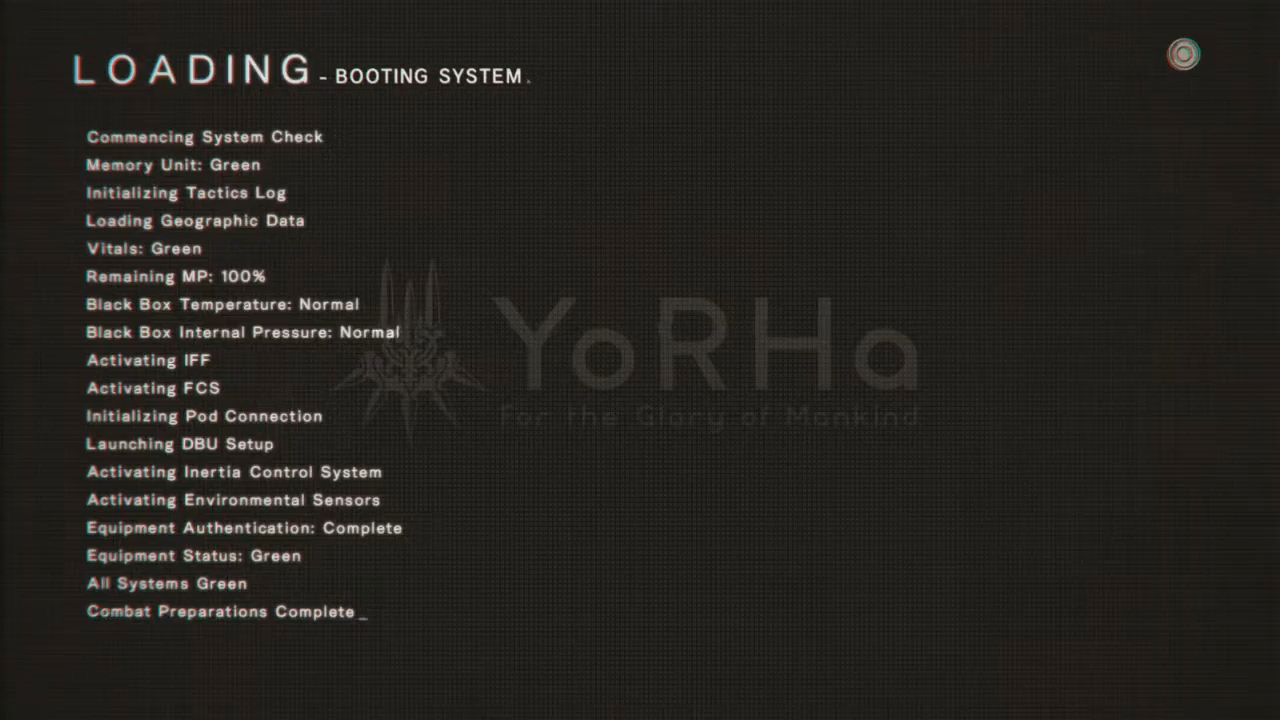 LOADING - BOOTING SYSTEM.
Commencing System Check
Memory Unit: Green
Initializing Tactics Log
Loading Geographic Data
Vitals: Green
Remaining MP: 100%
Black Box Temperature: Normal
Black Box Internal Pressure: Normal
Activating IFF
Activating FCS
Initializing Pod Connection
Launching DBU Setup
Activating Inertia Control System
Activating Environmental Sensors
Equipment Authentication: Complete
Equipment Status: Green
All Systems Green
Combat Preparations Complete_
YoRHa
For the Glory of Mankind